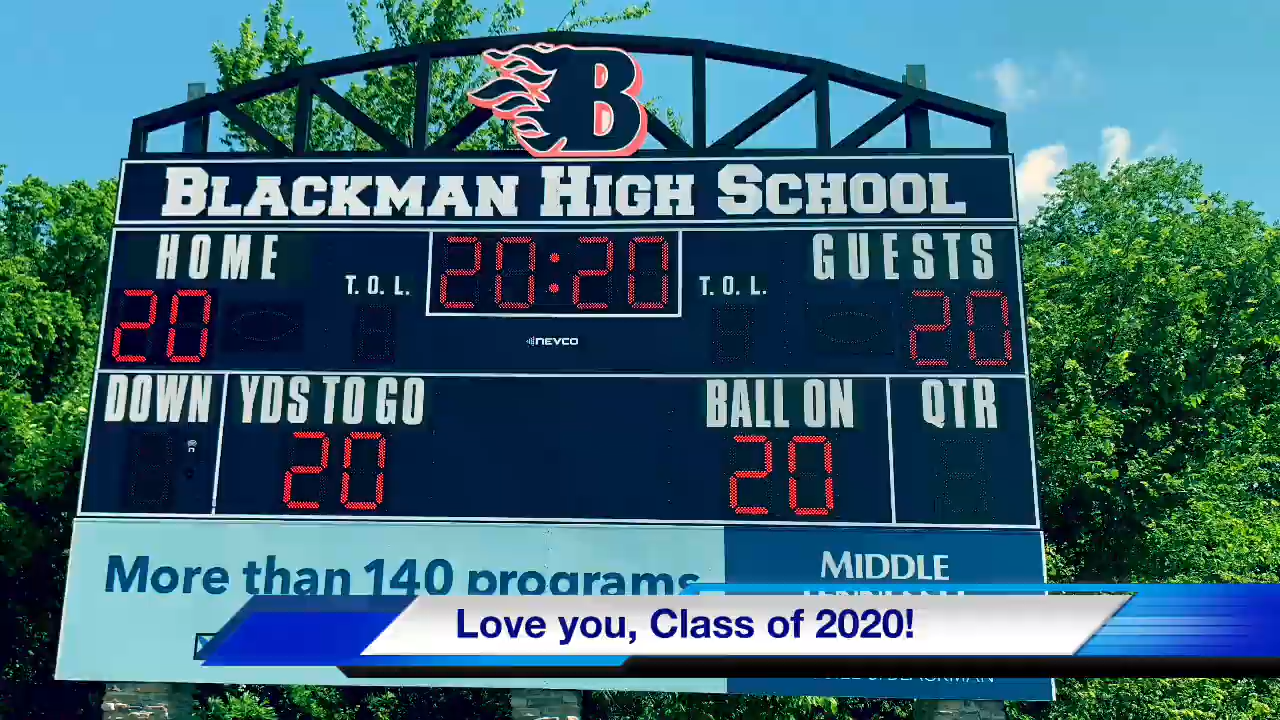 B
BLACKMAN HIGH SCHOOL
HOME 20:20 GUESTS
T.O.L. T.O.L.
20 20
NEVCO
DOWN YDS TO GO BALL ON QTR
20 20
More than 140 programs
MIDDLE
Love you, Class of 2020!
BLACKMAN